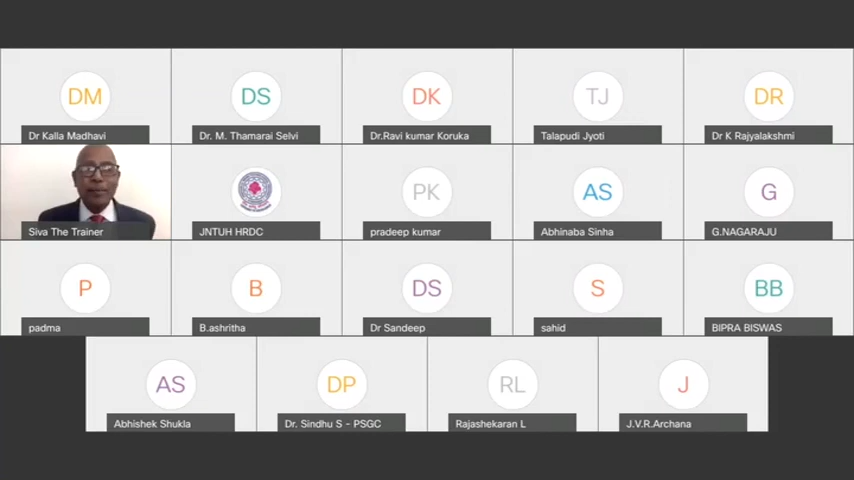 DM
DS
DK
TJ
DR
Dr Kalla Madhavi
Dr. M. Thamarai Selvi
Dr.Ravi kumar Koruka
Talapudi Jyoti
Dr K Rajyalakshmi
PK
AS
G
Siva The Trainer
JNTUH HRDC
pradeep kumar
Abhinaba Sinha
G.NAGARAJU
P
B
DS
S
BB
padma
B.ashritha
Dr Sandeep
sahid
BIPRA BISWAS
AS
DP
RL
J
Abhishek Shukla
Dr. Sindhu S - PSGC
Rajashekaran L
J.V.R.Archana